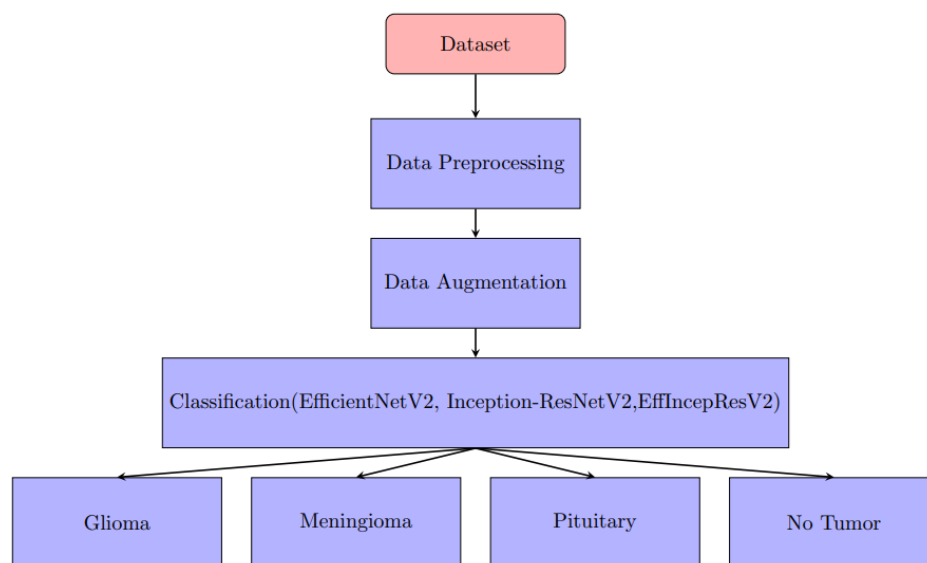 Dataset
Data Preprocessing
Data Augmentation
Classification(EfficientNetV2, Inception-ResNetV2,EffIncepResV2)
Glioma
Meningioma
Pituitary
No Tumor